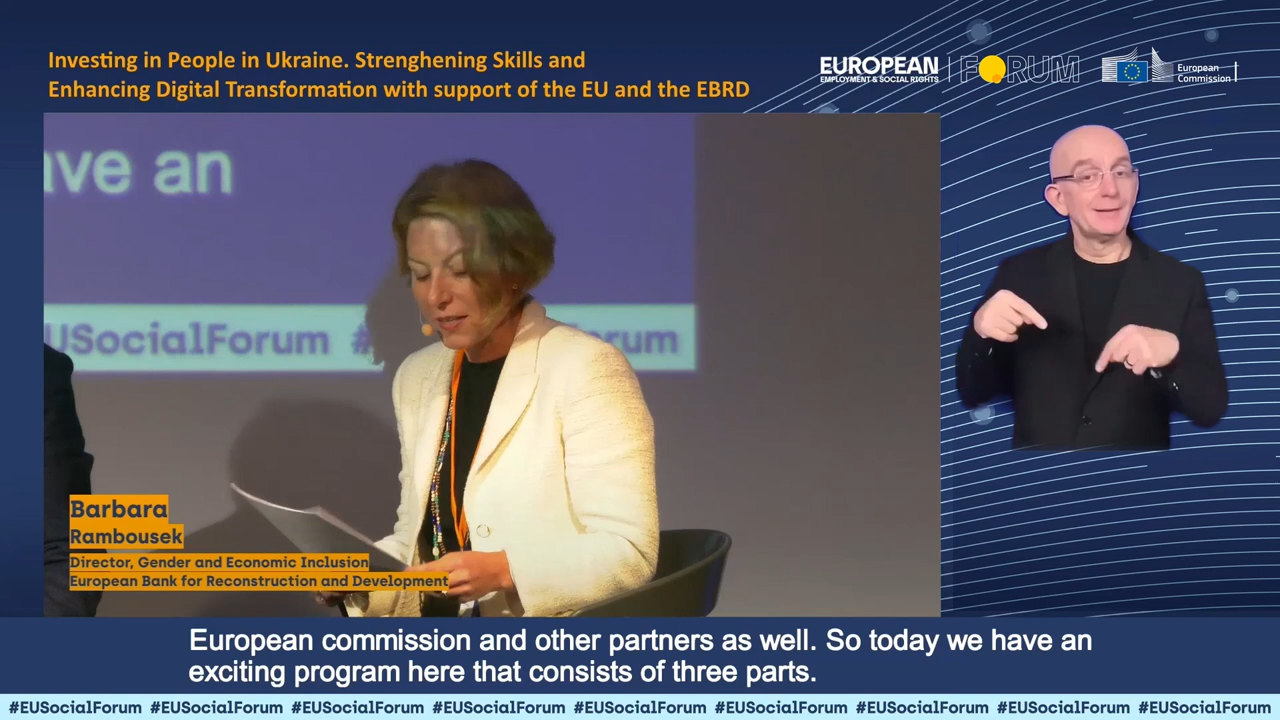 Investing in People in Ukraine. Strenghening Skills and
Enhancing Digital Transformation with support of the EU and the EBRD
EUROPEAN
EMPLOYMENT & SOCIAL RIGHTS
FORUM
European
Commission
ave an
USocialForum #
rum
Barbara
Rambousek
Director, Gender and Economic Inclusion
European Bank for Reconstruction and Development
European commission and other partners as well. So today we have an
exciting program here that consists of three parts.
#EUSocialForum #EUSocialForum #EUSocialForum #EUSocialForum #EUSocialForum #EUSocialForum #EUSocialForum #EUSocialForum #EUSocialForum